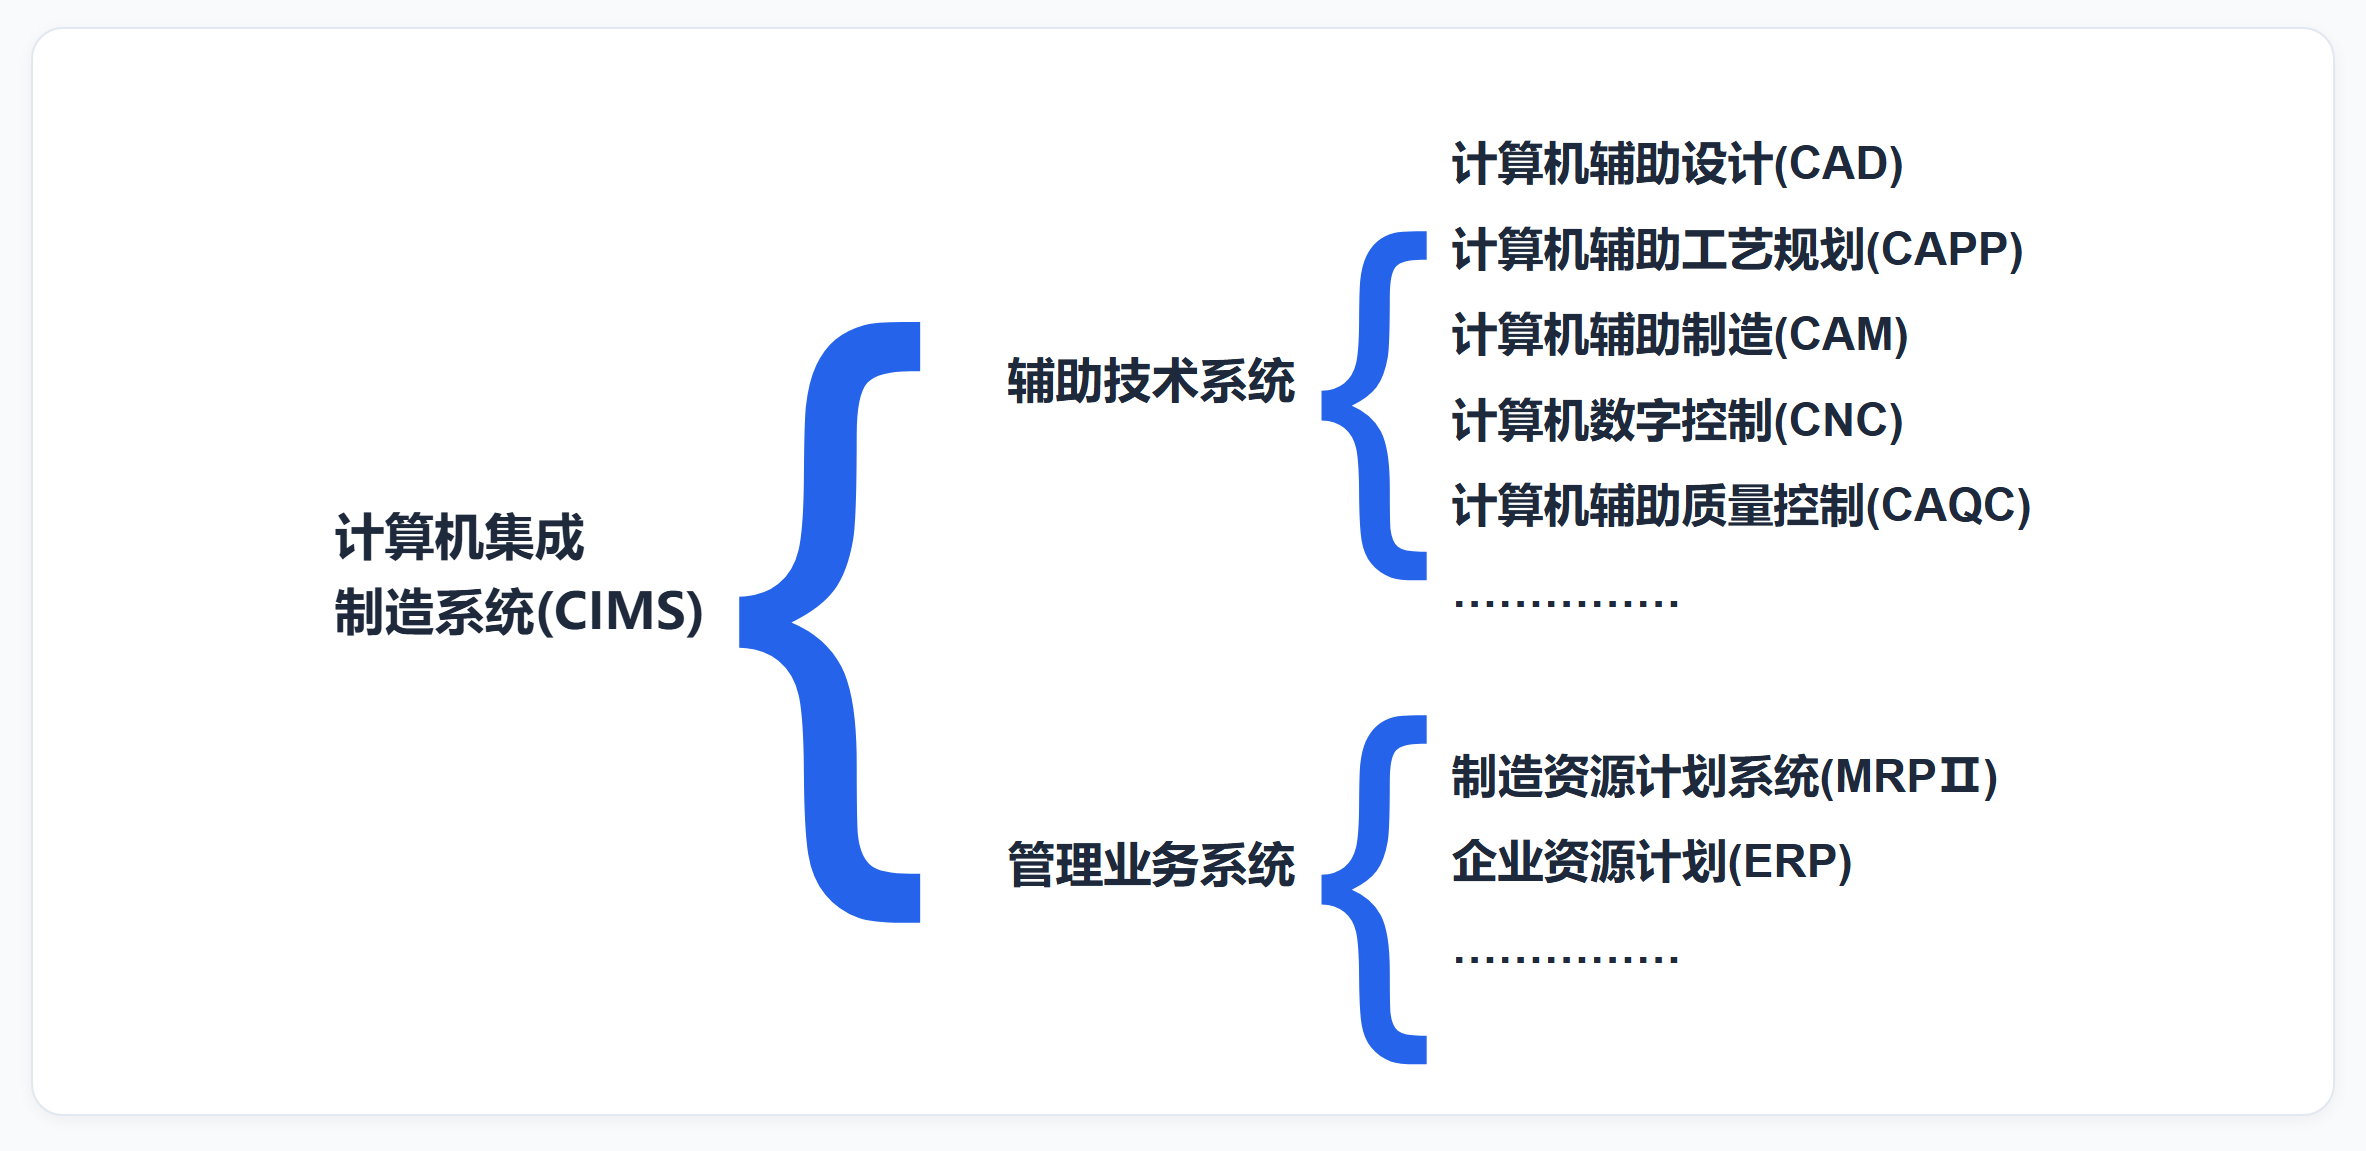 计算机集成
制造系统(CIMS)
辅助技术系统
计算机辅助设计(CAD)
计算机辅助工艺规划(CAPP)
计算机辅助制造(CAM)
计算机数字控制(CNC)
计算机辅助质量控制(CAQC)
...............
管理业务系统
制造资源计划系统(MRPⅡ)
企业资源计划(ERP)
...............